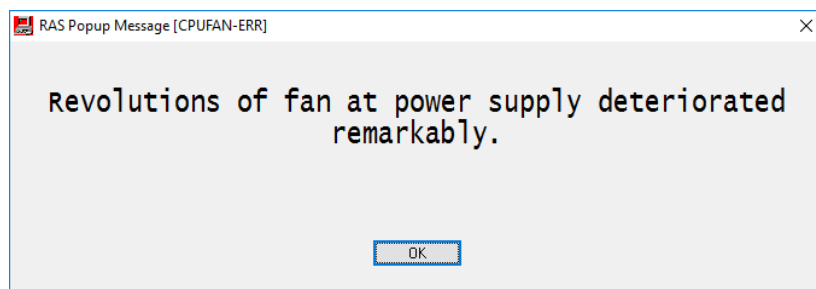 RAS Popup Message [CPUFAN-ERR]
Revolutions of fan at power supply deteriorated
remarkably.
OK